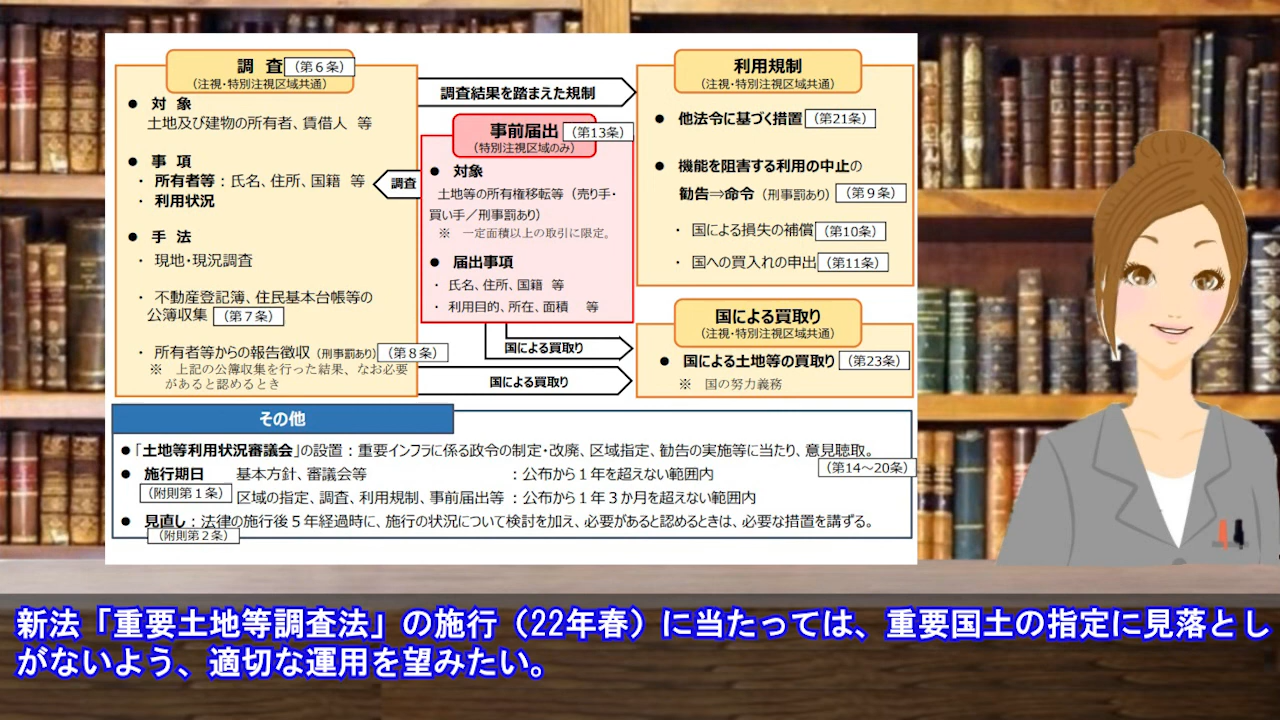 調 査 （第６条）
（注視・特別注視区域共通）
● 対 象
土地及び建物の所有者、賃借人 等
● 事 項
・ 所有者等：氏名、住所、国籍 等
・ 利用状況
● 手 法
・ 現地・現況調査
・ 不動産登記簿、住民基本台帳等の
公簿収集 （第７条）
・ 所有者等からの報告徴収（刑事罰あり）（第８条）
※ 上記の公簿収集を行った結果、なお必要
があると認めるとき
調査結果を踏まえた規制
事前届出 （第13条）
（特別注視区域のみ）
調査
● 対象
土地等の所有権移転等（売り手・
買い手／刑事罰あり）
※ 一定面積以上の取引に限定。
● 届出事項
・ 氏名、住所、国籍 等
・ 利用目的、所在、面積 等
国による買取り
国による買取り
利用規制
（注視・特別注視区域共通）
● 他法令に基づく措置 （第21条）
● 機能を阻害する利用の中止の
勧告⇒命令 （刑事罰あり） （第９条）
・ 国による損失の補償 （第10条）
・ 国への買入れの申出 （第11条）
国による買取り
（注視・特別注視区域共通）
● 国による土地等の買取り （第23条）
※ 国の努力義務
その他
●「土地等利用状況審議会」の設置：重要インフラに係る政令の制定・改廃、区域指定、勧告の実施等に当たり、意見聴取。
（第14～20条）
● 施行期日 基本方針、審議会等 ：公布から１年を超えない範囲内
（附則第１条） 区域の指定、調査、利用規制、事前届出等 ：公布から１年３か月を超えない範囲内
● 見直し：法律の施行後５年経過時に、施行の状況について検討を加え、必要があると認めるときは、必要な措置を講ずる。
（附則第２条）
新法「重要土地等調査法」の施行（22年春）に当たっては、重要国土の指定に見落とし
がないよう、適切な運用を望みたい。